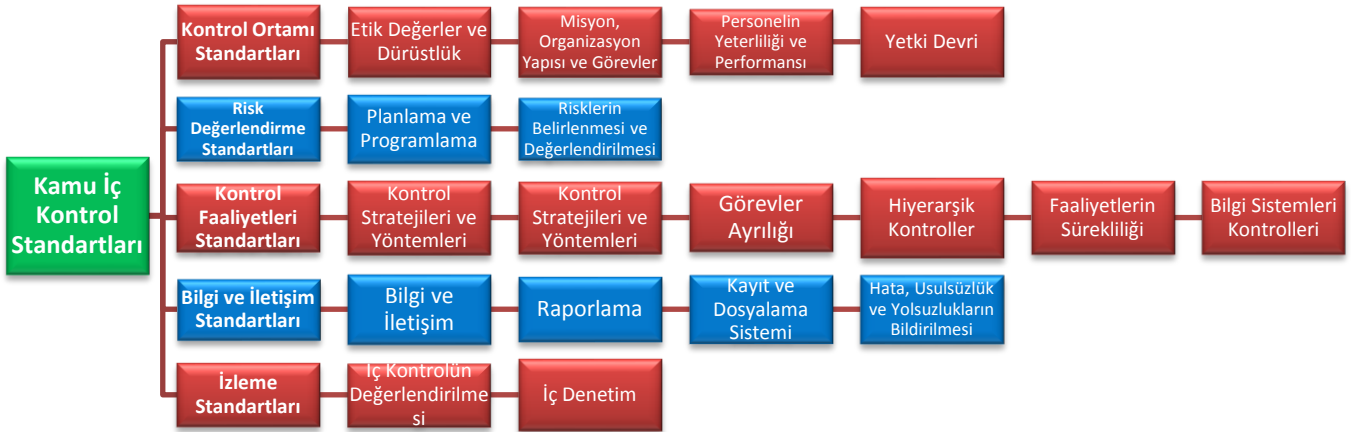 Kontrol Ortamı
Standartları
Etik Değerler ve
Dürüstlük
Misyon,
Organizasyon
Yapısı ve Görevler
Personelin
Yeterliliği ve
Performansı
Yetki Devri
Risk
Değerlendirme
Standartları
Planlama ve
Programlama
Risklerin
Belirlenmesi ve
Değerlendirilmesi
Kamu İç
Kontrol
Standartları
Kontrol
Faaliyetleri
Standartları
Kontrol
Stratejileri ve
Yöntemleri
Kontrol
Stratejileri ve
Yöntemleri
Görevler
Ayrılığı
Hiyerarşik
Kontroller
Faaliyetlerin
Sürekliliği
Bilgi Sistemleri
Kontrolleri
Bilgi ve İletişim
Standartları
Bilgi ve
İletişim
Raporlama
Kayıt ve
Dosyalama
Sistemi
Hata, Usulsüzlük
ve Yolsuzlukların
Bildirilmesi
İzleme
Standartları
İç Kontrolün
Değerlendirilme
si
İç Denetim